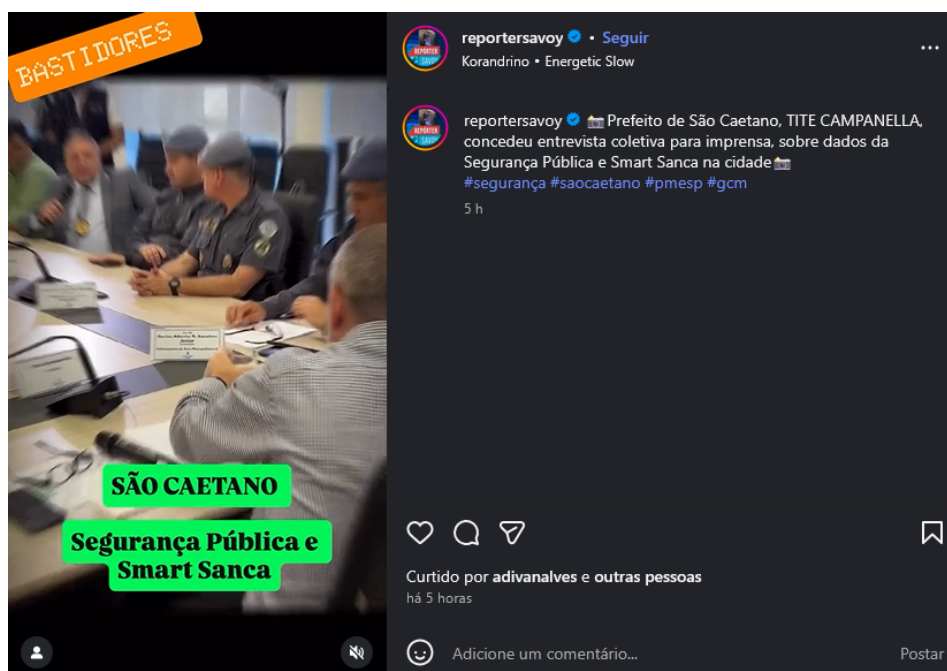 BASTIDORES
SÃO CAETANO
Segurança Pública e
Smart Sanca
reportersavoy • Seguir
Korandrino • Energetic Slow
reportersavoy 📸Prefeito de São Caetano, TITE CAMPANELLA,
concedeu entrevista coletiva para imprensa, sobre dados da
Segurança Pública e Smart Sanca na cidade📸
#segurança #saocaetano #pmesp #gcm
5 h
Curtido por adivanalves e outras pessoas
há 5 horas
Adicione um comentário...
Postar